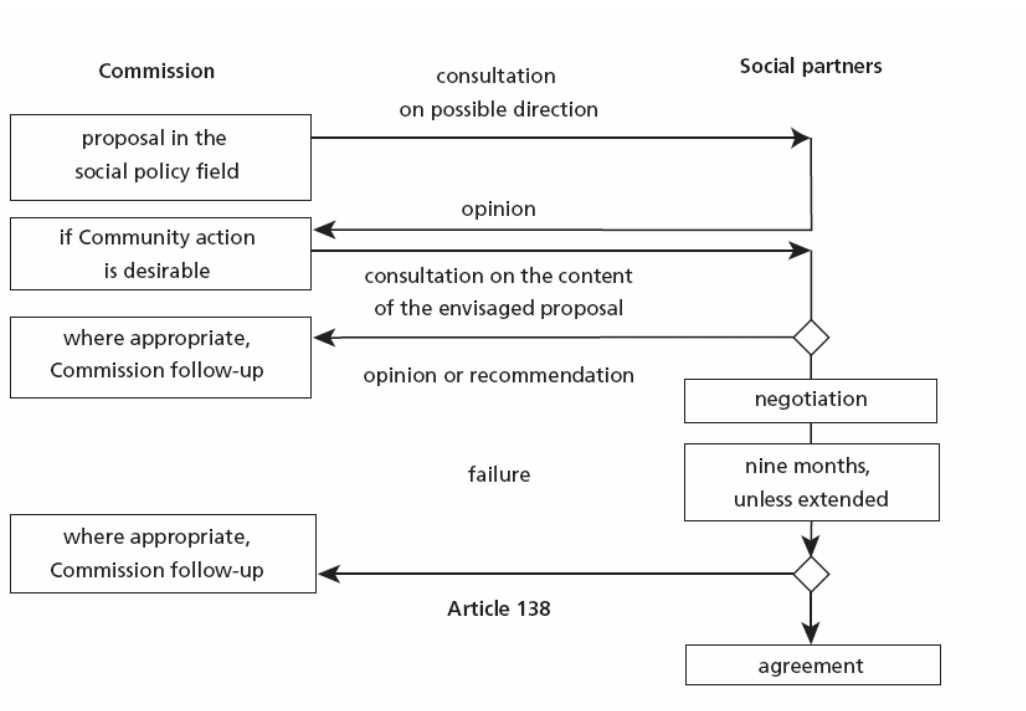 Commission
Social partners
consultation
on possible direction
proposal in the
social policy field
opinion
if Community action
is desirable
consultation on the content
of the envisaged proposal
where appropriate,
Commission follow-up
opinion or recommendation
negotiation
nine months,
unless extended
failure
where appropriate,
Commission follow-up
Article 138
agreement